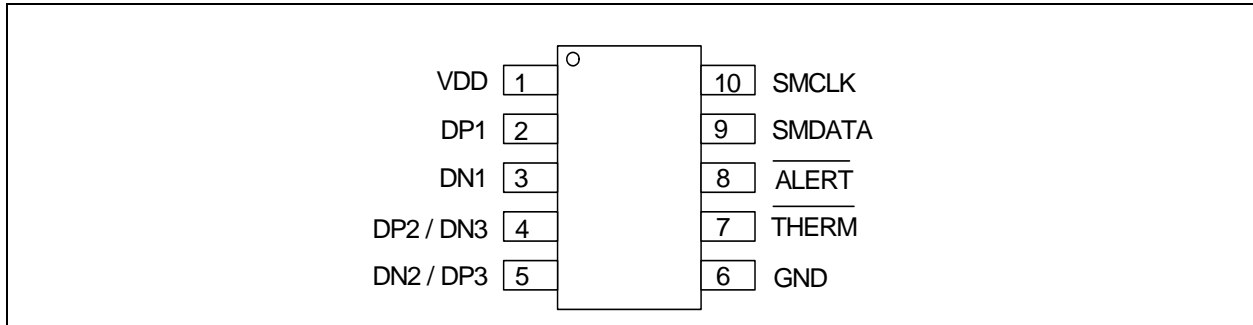 VDD 1 10 SMCLK
DP1 2 9 SMDATA
DN1 3 8 ALERT
DP2 / DN3 4 7 THERM
DN2 / DP3 5 6 GND